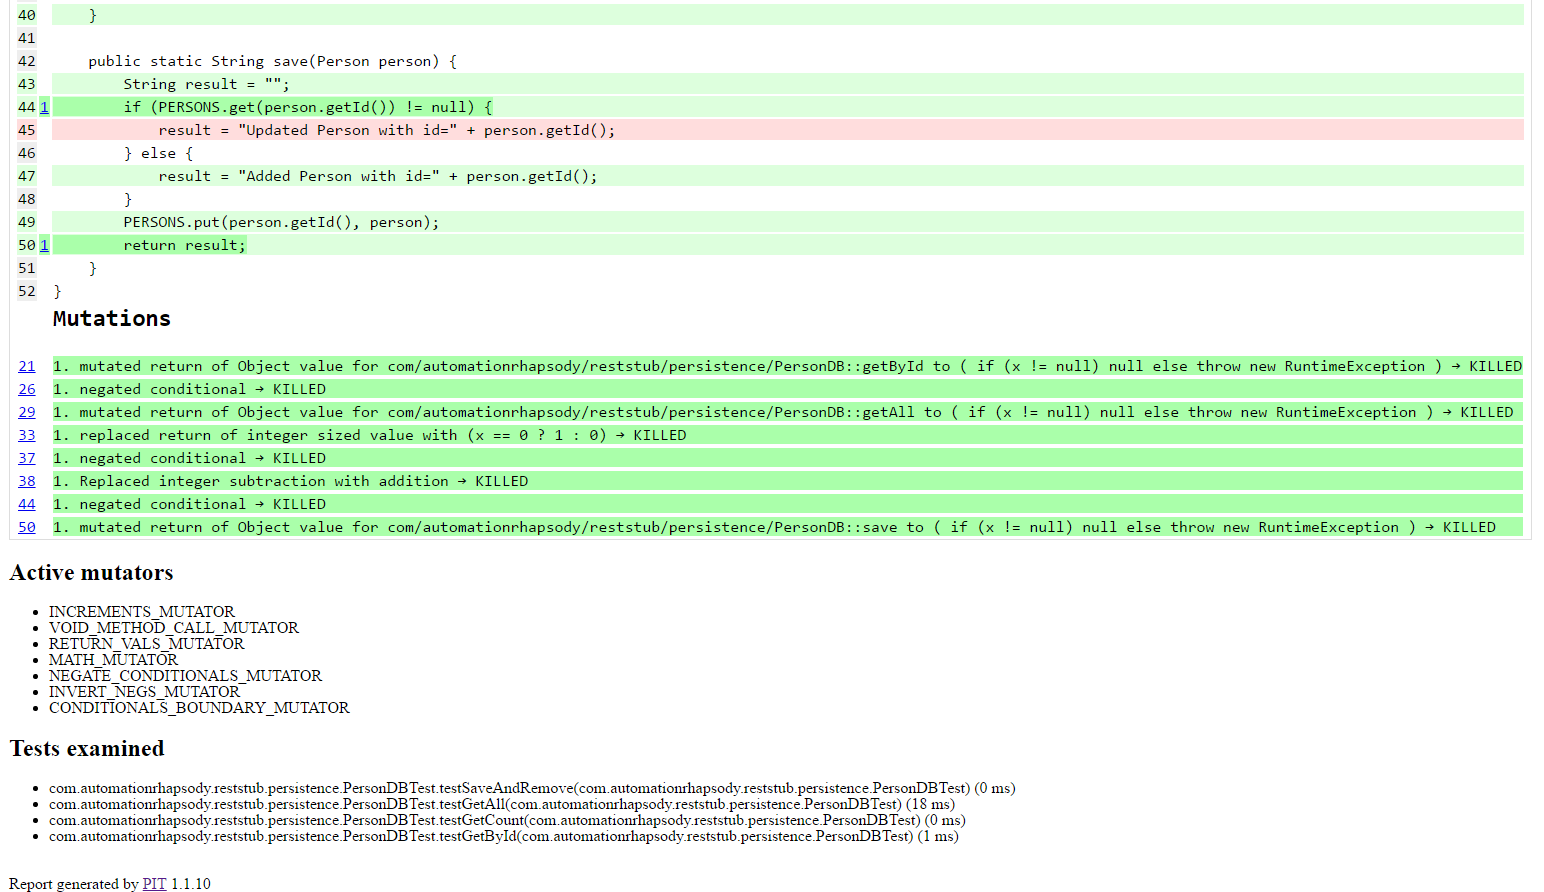 40     }
41
42     public static String save(Person person) {
43         String result = "";
44 1         if (PERSONS.get(person.getId()) != null) {
45             result = "Updated Person with id=" + person.getId();
46         } else {
47             result = "Added Person with id=" + person.getId();
48         }
49         PERSONS.put(person.getId(), person);
50 1         return result;
51     }
52 }
Mutations
21 1. mutated return of Object value for com/automationrhapsody/reststub/persistence/PersonDB::getById to ( if (x != null) null else throw new RuntimeException ) → KILLED
26 1. negated conditional → KILLED
29 1. mutated return of Object value for com/automationrhapsody/reststub/persistence/PersonDB::getAll to ( if (x != null) null else throw new RuntimeException ) → KILLED
33 1. replaced return of integer sized value with (x == 0 ? 1 : 0) → KILLED
37 1. negated conditional → KILLED
38 1. Replaced integer subtraction with addition → KILLED
44 1. negated conditional → KILLED
50 1. mutated return of Object value for com/automationrhapsody/reststub/persistence/PersonDB::save to ( if (x != null) null else throw new RuntimeException ) → KILLED
Active mutators
• INCREMENTS_MUTATOR
• VOID_METHOD_CALL_MUTATOR
• RETURN_VALS_MUTATOR
• MATH_MUTATOR
• NEGATE_CONDITIONALS_MUTATOR
• INVERT_NEGS_MUTATOR
• CONDITIONALS_BOUNDARY_MUTATOR
Tests examined
• com.automationrhapsody.reststub.persistence.PersonDBTest.testSaveAndRemove(com.automationrhapsody.reststub.persistence.PersonDBTest) (0 ms)
• com.automationrhapsody.reststub.persistence.PersonDBTest.testGetAll(com.automationrhapsody.reststub.persistence.PersonDBTest) (18 ms)
• com.automationrhapsody.reststub.persistence.PersonDBTest.testGetCount(com.automationrhapsody.reststub.persistence.PersonDBTest) (0 ms)
• com.automationrhapsody.reststub.persistence.PersonDBTest.testGetById(com.automationrhapsody.reststub.persistence.PersonDBTest) (1 ms)
Report generated by PIT 1.1.10